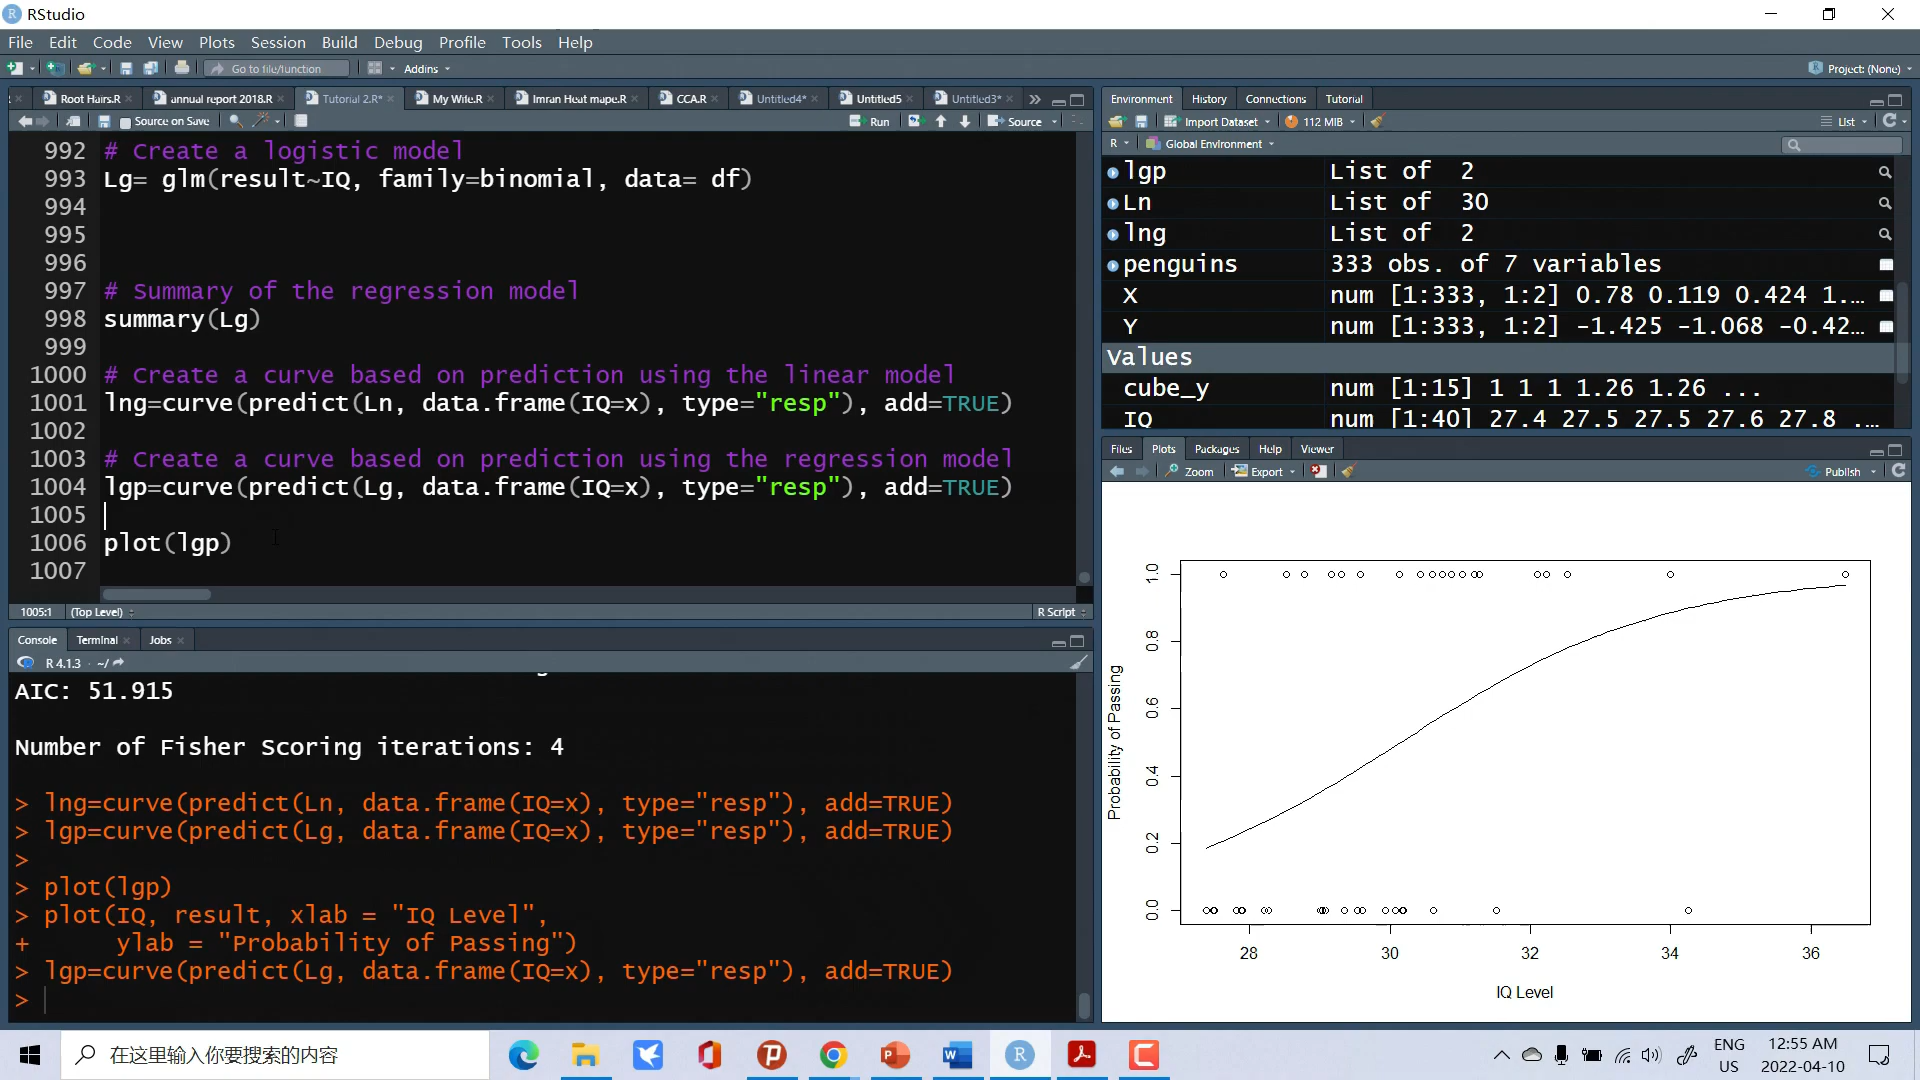 RStudio
File Edit Code View Plots Session Build Debug Profile Tools Help
Go to file/function Addins Project: (None)
Root Hairs.R annual report 2018.R Tutorial 2.R* My Wife.R Imran Heat mape.R CCA.R Untitled4* Untitled5 Untitled3*
Source on Save Run Source
992 # Create a logistic model
993 Lg= glm(result~IQ, family=binomial, data= df)
994
995
996
997 # Summary of the regression model
998 summary(Lg)
999
1000 # Create a curve based on prediction using the linear model
1001 lng=curve(predict(Ln, data.frame(IQ=x), type="resp"), add=TRUE)
1002
1003 # Create a curve based on prediction using the regression model
1004 lgp=curve(predict(Lg, data.frame(IQ=x), type="resp"), add=TRUE)
1005
1006 plot(lgp)
1007
1005:1 (Top Level) R Script
Console Terminal Jobs
R 4.1.3 · ~/
AIC: 51.915
Number of Fisher Scoring iterations: 4
> lng=curve(predict(Ln, data.frame(IQ=x), type="resp"), add=TRUE)
> lgp=curve(predict(Lg, data.frame(IQ=x), type="resp"), add=TRUE)
>
> plot(lgp)
> plot(IQ, result, xlab = "IQ Level",
+ ylab = "Probability of Passing")
> lgp=curve(predict(Lg, data.frame(IQ=x), type="resp"), add=TRUE)
>
Environment History Connections Tutorial
Import Dataset 112 MiB List
R Global Environment
lgp List of 2
Ln List of 30
lng List of 2
penguins 333 obs. of 7 variables
X num [1:333, 1:2] 0.78 0.119 0.424 1.…
Y num [1:333, 1:2] -1.425 -1.068 -0.42…
Values
cube_y num [1:15] 1 1 1 1.26 1.26 ...
IQ num [1:40] 27.4 27.5 27.5 27.6 27.8 .…
Files Plots Packages Help Viewer
Zoom Export Publish
Probability of Passing
1.0
0.8
0.6
0.4
0.2
0.0
28 30 32 34 36
IQ Level
在这里输入你要搜索的内容
ENG
US
12:55 AM
2022-04-10